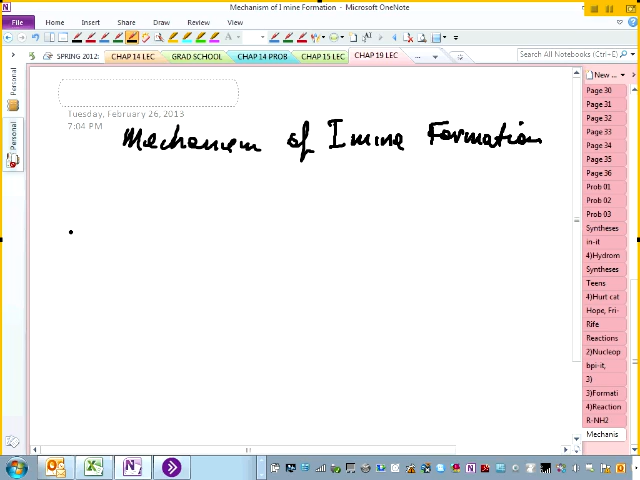 Mechanism of I mine Formation - Microsoft OneNote
File Home Insert Share Draw Review View
SPRING 2012: CHAP 14 LEC GRAD SCHOOL CHAP 14 PROB CHAP 15 LEC CHAP 19 LEC ...
Search All Notebooks (Ctrl+E)
Personal
Personal
Tuesday, February 26, 2013
7:04 PM
Mechanism of Imine Formation
New ...
Page 30
Page 31
Page 32
Page 33
Page 34
Page 35
Page 36
Prob 01
Prob 02
Prob 03
Syntheses
in-it
4)Hydrom
Syntheses
Teens
4)Hurt cat
Hope, Fri-
Rife
Reactions
2)Nucleop
bpi-it,
3)
3)Formati
4)Reaction
R-NH2
Mechanis